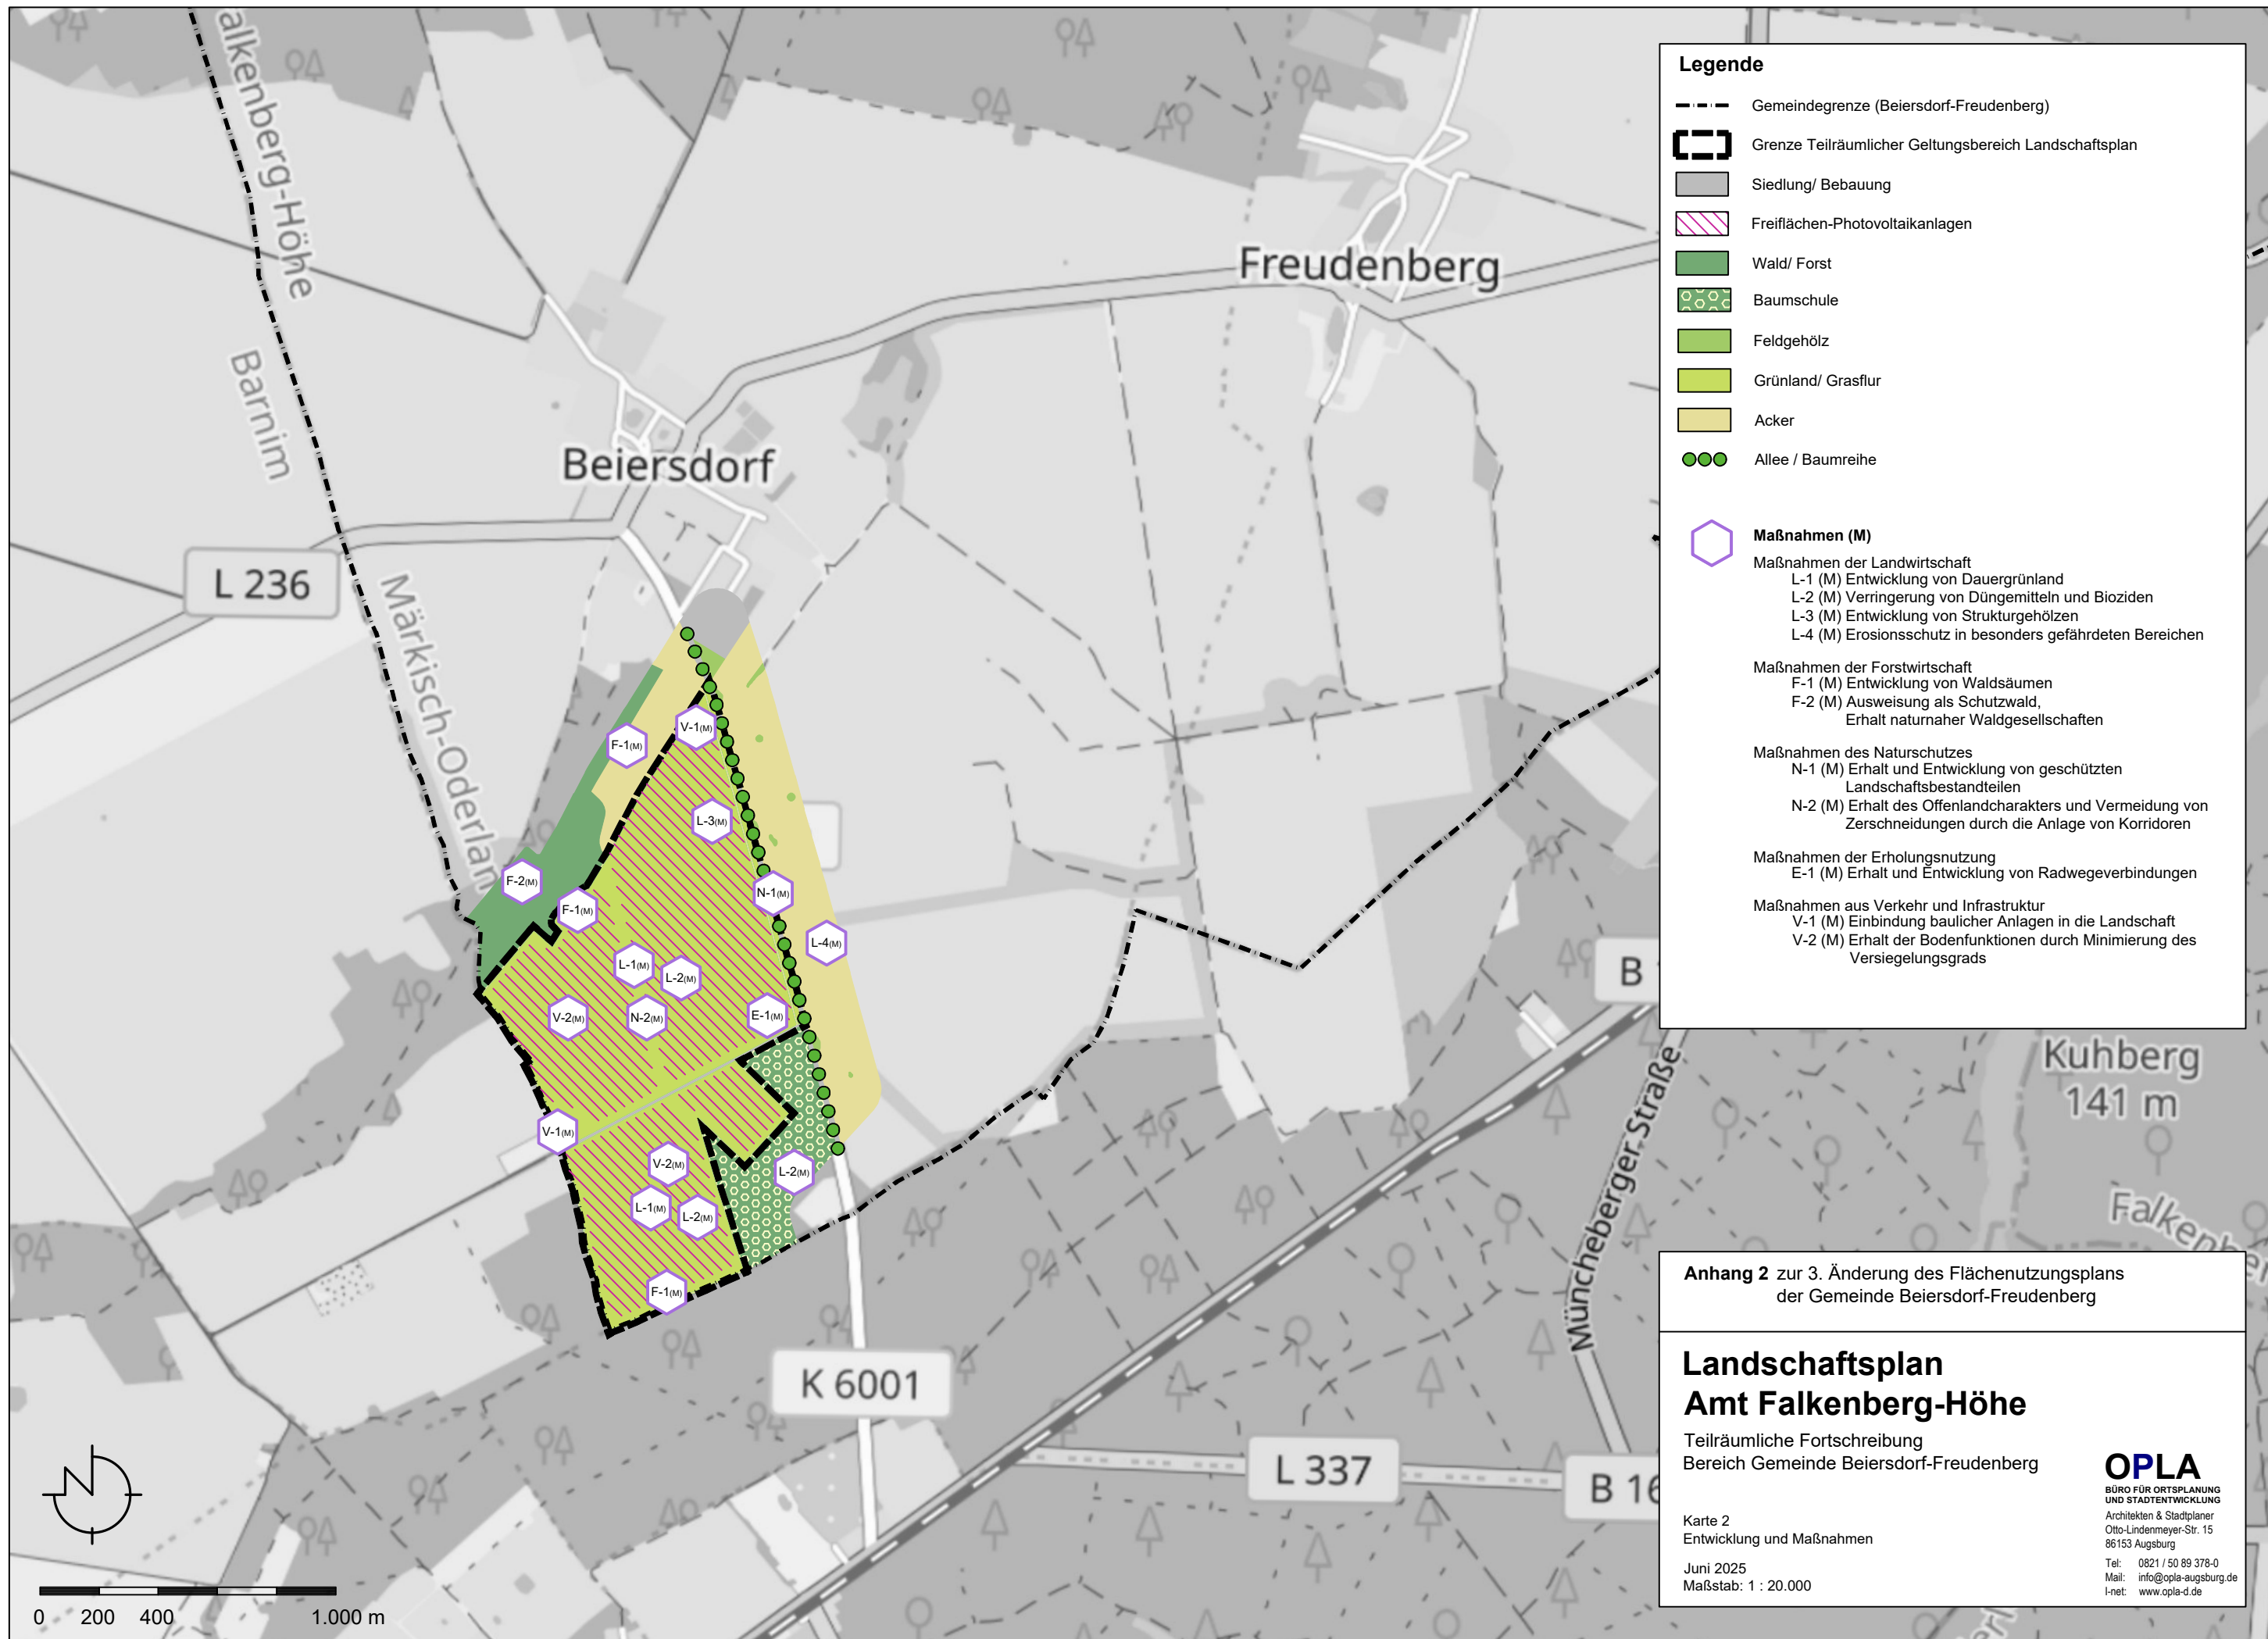 alkenberg-Höhe
Barnim
Märkisch-Oderlan
Freudenberg
Beiersdorf
L 236
V-1(M)
F-1(M)
L-3(M)
F-2(M)
F-1(M)
N-1(M)
L-4(M)
L-1(M)
L-2(M)
V-2(M)
N-2(M)
E-1(M)
V-1(M)
V-2(M)
L-2(M)
L-1(M)
L-2(M)
F-1(M)
K 6001
L 337
B 16
B
Müncheberger Straße
Kuhberg
141 m
Falkenber
0 200 400 1.000 m
N
Legende
Gemeindegrenze (Beiersdorf-Freudenberg)
Grenze Teilräumlicher Geltungsbereich Landschaftsplan
Siedlung/ Bebauung
Freiflächen-Photovoltaikanlagen
Wald/ Forst
Baumschule
Feldgehölz
Grünland/ Grasflur
Acker
Allee / Baumreihe
Maßnahmen (M)
Maßnahmen der Landwirtschaft
L-1 (M) Entwicklung von Dauergrünland
L-2 (M) Verringerung von Düngemitteln und Bioziden
L-3 (M) Entwicklung von Strukturgehölzen
L-4 (M) Erosionsschutz in besonders gefährdeten Bereichen
Maßnahmen der Forstwirtschaft
F-1 (M) Entwicklung von Waldsäumen
F-2 (M) Ausweisung als Schutzwald,
Erhalt naturnaher Waldgesellschaften
Maßnahmen des Naturschutzes
N-1 (M) Erhalt und Entwicklung von geschützten
Landschaftsbestandteilen
N-2 (M) Erhalt des Offenlandcharakters und Vermeidung von
Zerschneidungen durch die Anlage von Korridoren
Maßnahmen der Erholungsnutzung
E-1 (M) Erhalt und Entwicklung von Radwegeverbindungen
Maßnahmen aus Verkehr und Infrastruktur
V-1 (M) Einbindung baulicher Anlagen in die Landschaft
V-2 (M) Erhalt der Bodenfunktionen durch Minimierung des
Versiegelungsgrads
Anhang 2 zur 3. Änderung des Flächenutzungsplans
der Gemeinde Beiersdorf-Freudenberg
Landschaftsplan
Amt Falkenberg-Höhe
Teilräumliche Fortschreibung
Bereich Gemeinde Beiersdorf-Freudenberg
Karte 2
Entwicklung und Maßnahmen
Juni 2025
Maßstab: 1 : 20.000
OPLA
BÜRO FÜR ORTSPLANUNG
UND STADTENTWICKLUNG
Architekten & Stadtplaner
Otto-Lindenmeyer-Str. 15
86153 Augsburg
Tel: 0821 / 50 89 378-0
Mail: info@opla-augsburg.de
I-net: www.opla-d.de